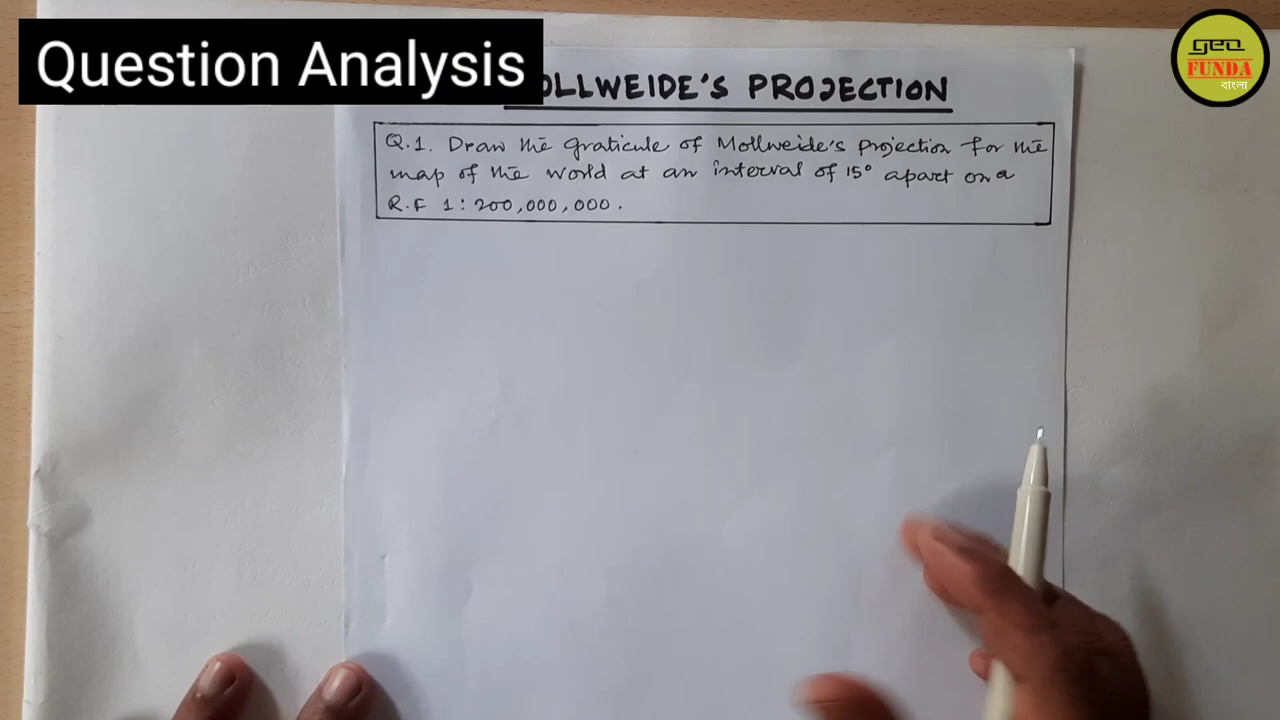 Question Analysis
geo
FUNDA
বাংলা
OLLWEIDE'S PROJECTION
Q.1. Draw the graticule of Mollweide's projection for the
map of the world at an interval of 15° apart on a
R.F 1:200,000,000.